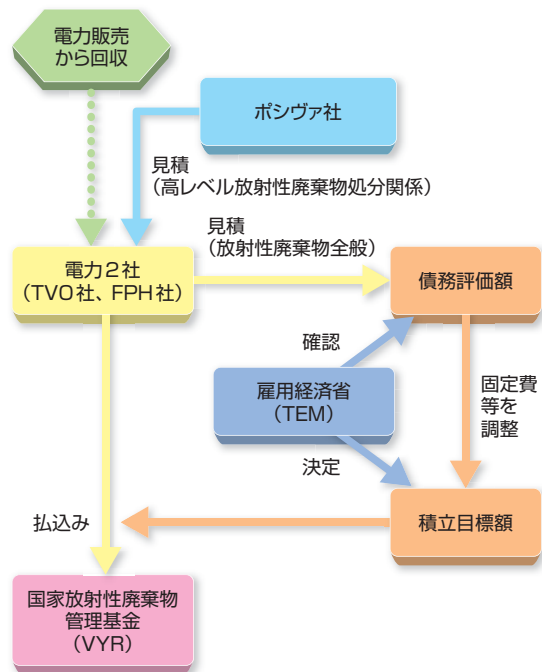 電力販売
から回収
ポシヴァ社
見積
（高レベル放射性廃棄物処分関係）
見積
（放射性廃棄物全般）
電力2社
（TVO社、FPH社）
債務評価額
確認
雇用経済省
（TEM）
固定費
等を
調整
決定
払込み
積立目標額
国家放射性廃棄物
管理基金
（VYR）